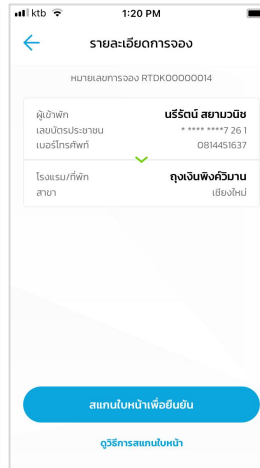 ktb 1:20 PM
รายละเอียดการจอง
หมายเลขการจอง RTDK00000014
ผู้เข้าพัก นรีรัตน์ สยามวนิช
เลขบัตรประชาชน * **** ****7 26 1
เบอร์โทรศัพท์ 0814451637
โรงแรม/ที่พัก ถุงเงินพิงค์วิมาน
สาขา เชียงใหม่
สแกนใบหน้าเพื่อยืนยัน
ดูวิธีการสแกนใบหน้า